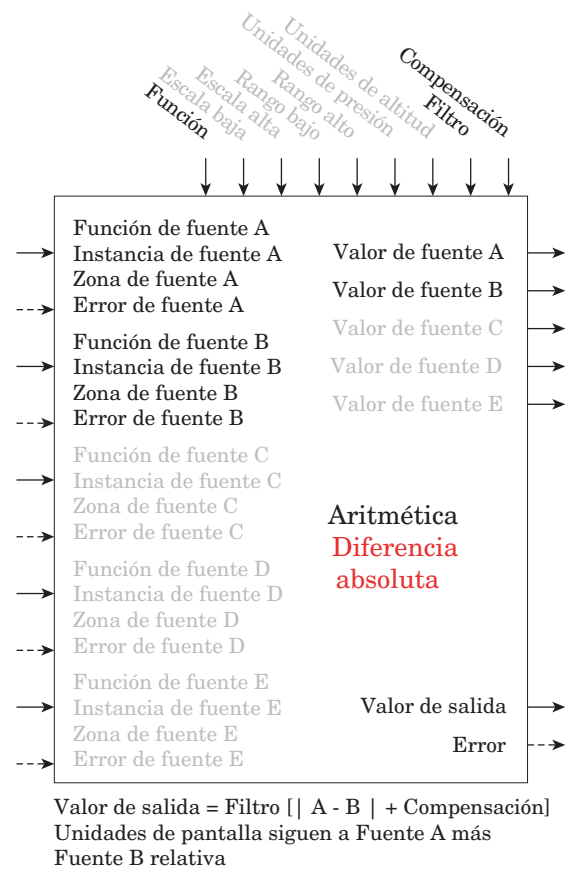 Función
Escala baja
Escala alta
Rango bajo
Rango alto
Unidades de presión
Unidades de altitud
Filtro
Compensación
Función de fuente A
Instancia de fuente A
Zona de fuente A
Error de fuente A
Función de fuente B
Instancia de fuente B
Zona de fuente B
Error de fuente B
Función de fuente C
Instancia de fuente C
Zona de fuente C
Error de fuente C
Función de fuente D
Instancia de fuente D
Zona de fuente D
Error de fuente D
Función de fuente E
Instancia de fuente E
Zona de fuente E
Error de fuente E
Valor de fuente A
Valor de fuente B
Valor de fuente C
Valor de fuente D
Valor de fuente E
Aritmética
Diferencia
absoluta
Valor de salida
Error
Valor de salida = Filtro [| A - B | + Compensación]
Unidades de pantalla siguen a Fuente A más
Fuente B relativa